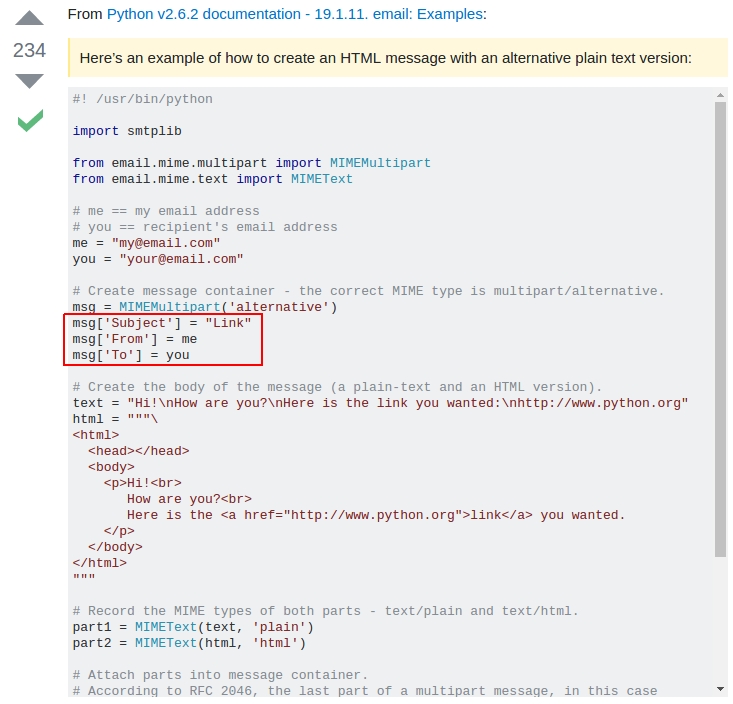 From Python v2.6.2 documentation - 19.1.11. email: Examples:
234
Here's an example of how to create an HTML message with an alternative plain text version:
#! /usr/bin/python
import smtplib
from email.mime.multipart import MIMEMultipart
from email.mime.text import MIMEText
# me == my email address
# you == recipient's email address
me = "my@email.com"
you = "your@email.com"
# Create message container - the correct MIME type is multipart/alternative.
msg = MIMEMultipart('alternative')
msg['Subject'] = "Link"
msg['From'] = me
msg['To'] = you
# Create the body of the message (a plain-text and an HTML version).
text = "Hi!\nHow are you?\nHere is the link you wanted:\nhttp://www.python.org"
html = """\
<html>
  <head></head>
  <body>
    <p>Hi!<br>
       How are you?<br>
       Here is the <a href="http://www.python.org">link</a> you wanted.
    </p>
  </body>
</html>
"""
# Record the MIME types of both parts - text/plain and text/html.
part1 = MIMEText(text, 'plain')
part2 = MIMEText(html, 'html')
# Attach parts into message container.
# According to RFC 2046, the last part of a multipart message, in this case